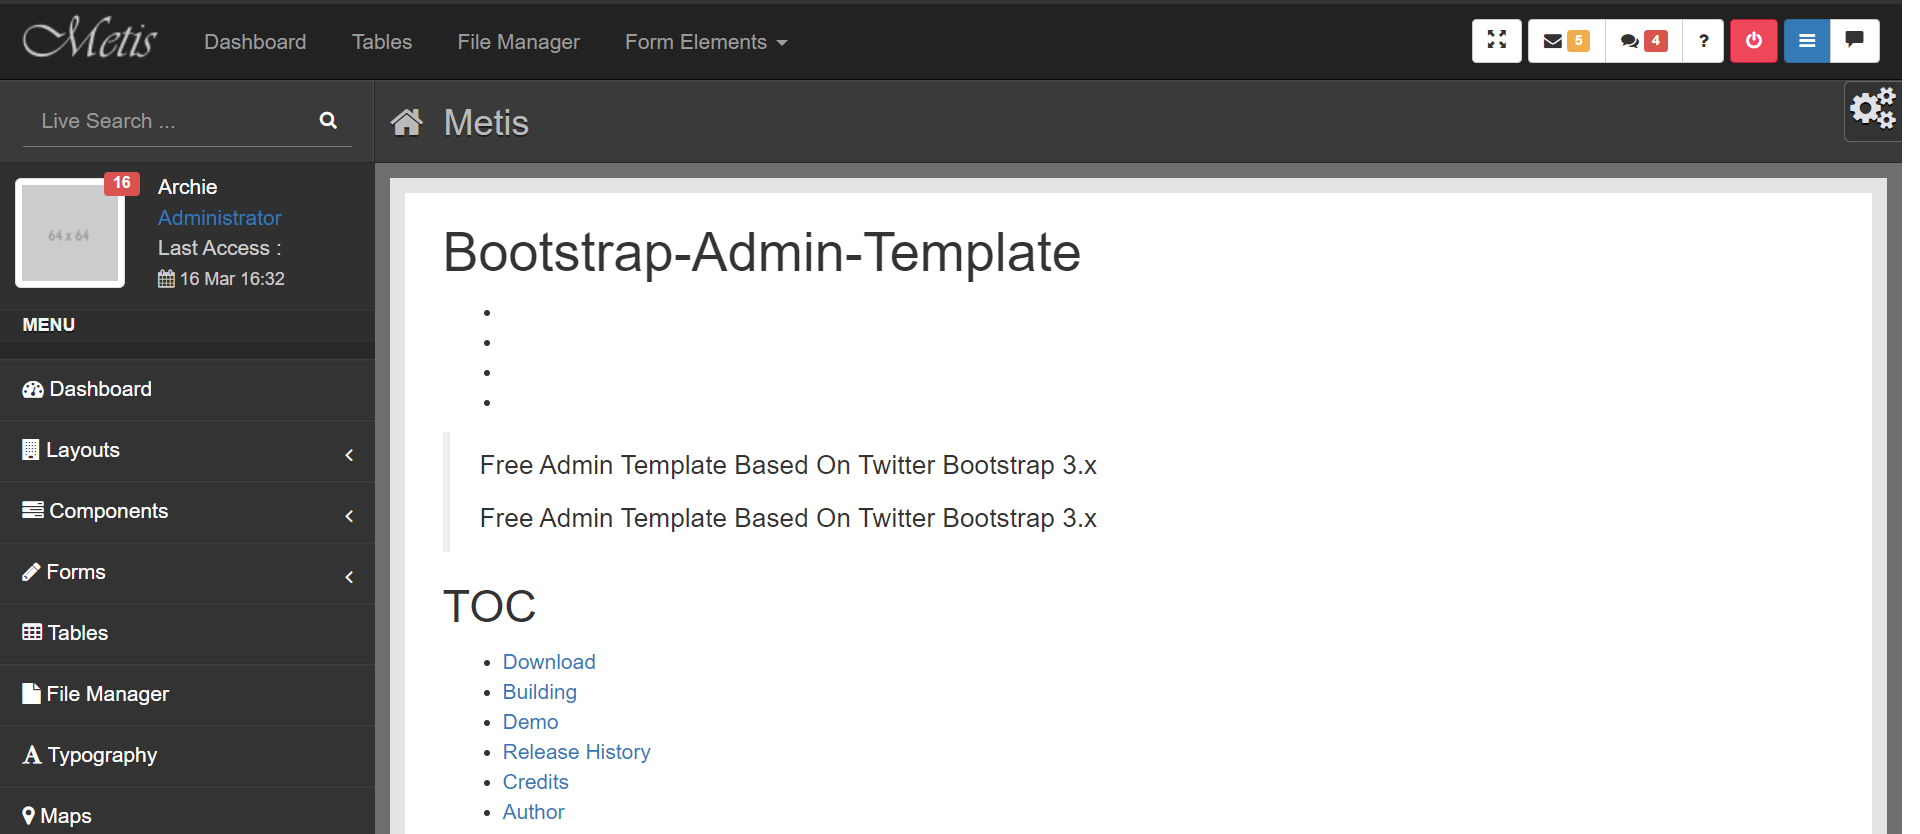 Metis Dashboard Tables File Manager Form Elements 5 4 ?
Live Search ...
Metis
16
64 x 64
Archie
Administrator
Last Access :
16 Mar 16:32
MENU
Dashboard
Layouts
Components
Forms
Tables
File Manager
Typography
Maps
Bootstrap-Admin-Template
Free Admin Template Based On Twitter Bootstrap 3.x
Free Admin Template Based On Twitter Bootstrap 3.x
TOC
Download
Building
Demo
Release History
Credits
Author